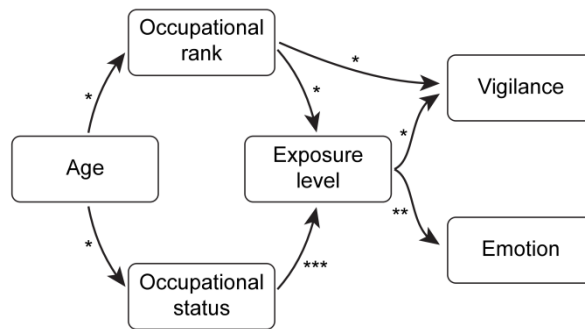 Occupational
rank
*
*
*
Vigilance
Age
Exposure
level
*
*
**
Occupational
status
***
Emotion